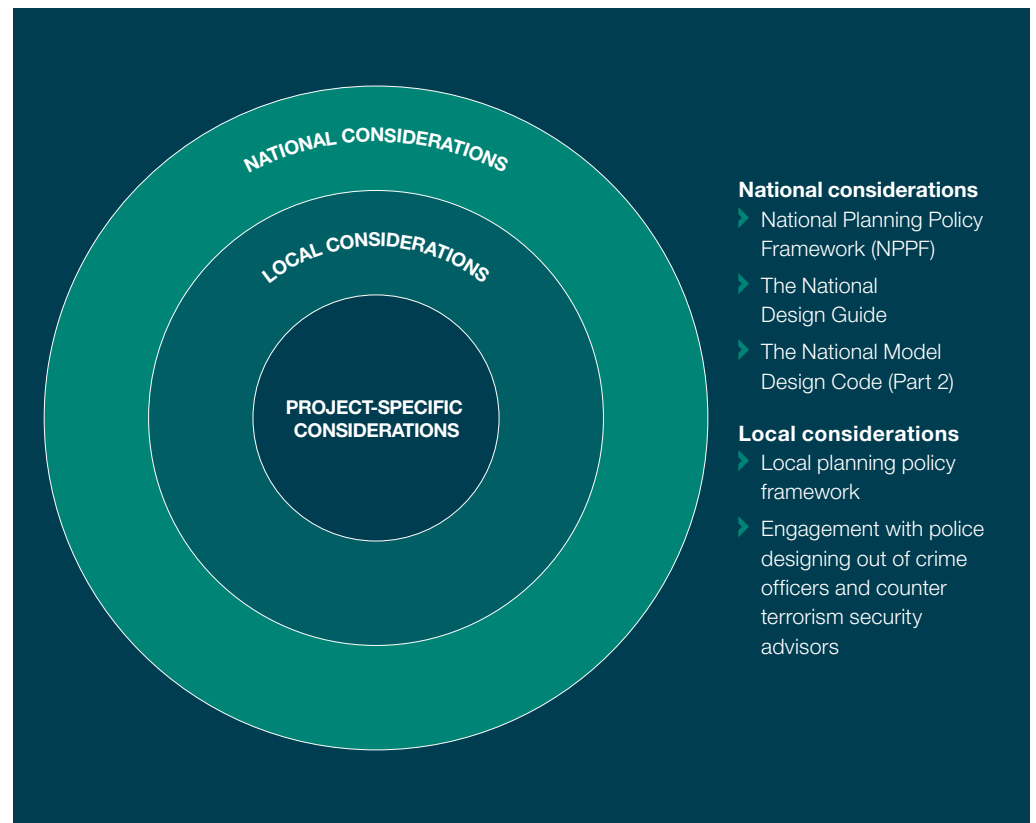 NATIONAL CONSIDERATIONS
LOCAL CONSIDERATIONS
PROJECT-SPECIFIC
CONSIDERATIONS
National considerations
National Planning Policy
Framework (NPPF)
The National
Design Guide
The National Model
Design Code (Part 2)
Local considerations
Local planning policy
framework
Engagement with police
designing out of crime
officers and counter
terrorism security
advisors